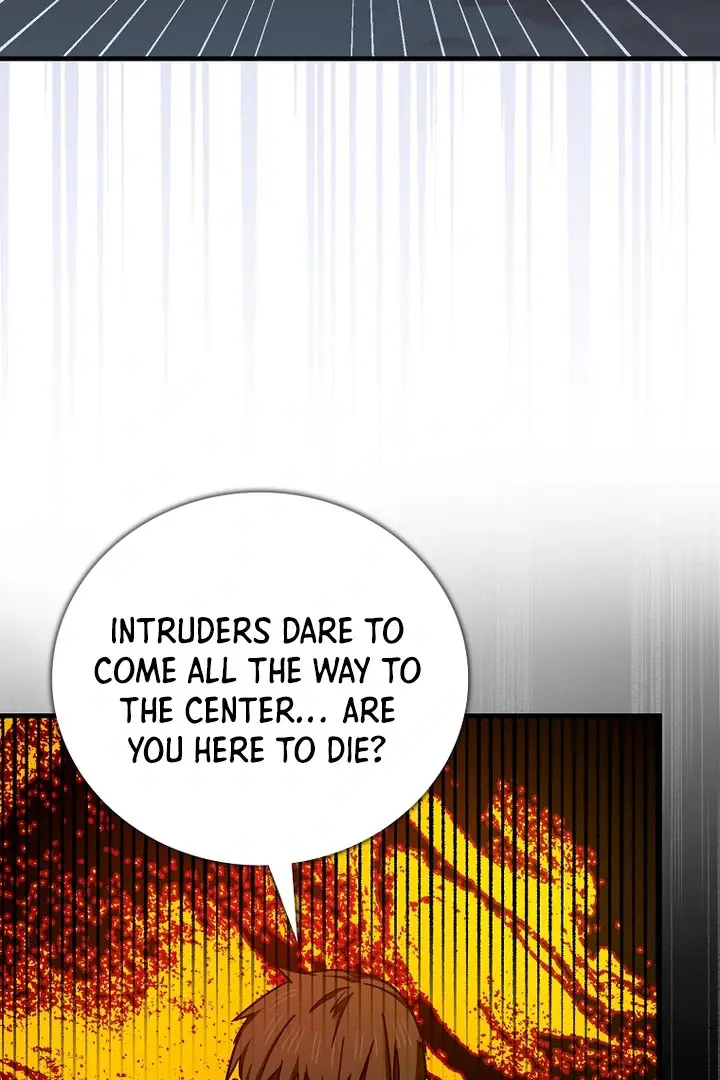 INTRUDERS DARE TO
COME ALL THE WAY TO
THE CENTER... ARE
YOU HERE TO DIE?